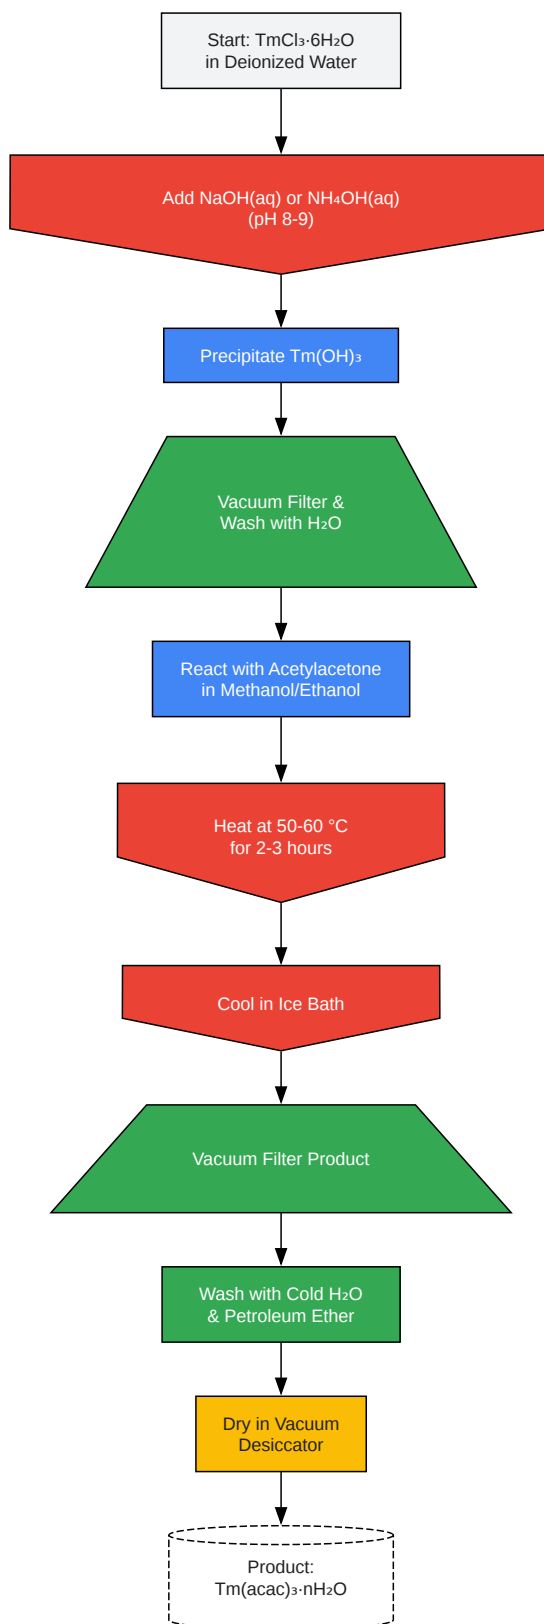 Start: TmCl₃·6H₂O
in Deionized Water
Add NaOH(aq) or NH₄OH(aq)
(pH 8-9)
Precipitate Tm(OH)₃
Vacuum Filter &
Wash with H₂O
React with Acetylacetone
in Methanol/Ethanol
Heat at 50-60 °C
for 2-3 hours
Cool in Ice Bath
Vacuum Filter Product
Wash with Cold H₂O
& Petroleum Ether
Dry in Vacuum
Desiccator
Product:
Tm(acac)₃·nH₂O